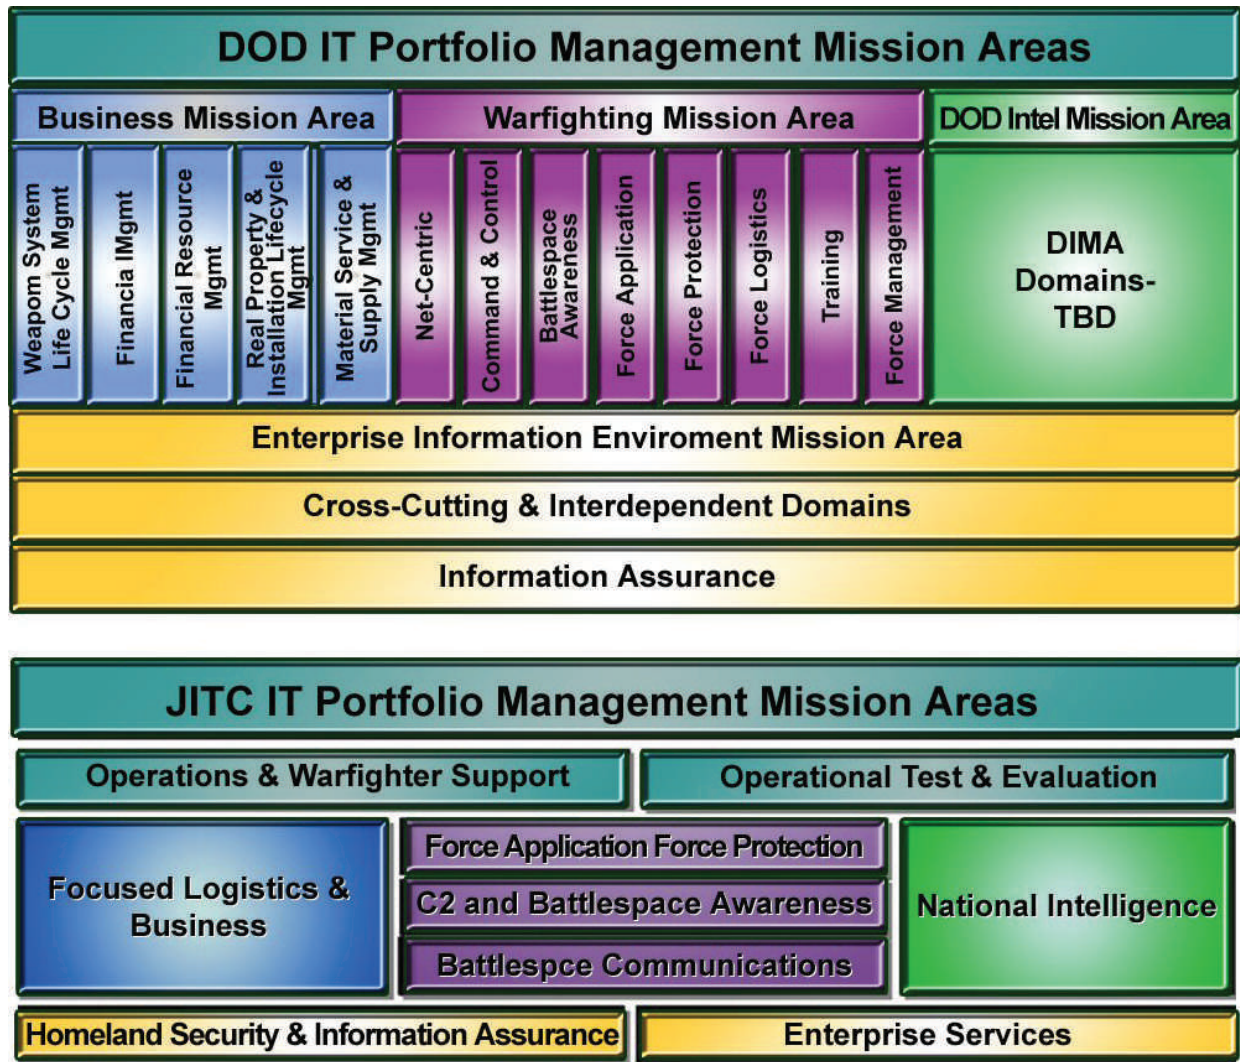 DOD IT Portfolio Management Mission Areas
Business Mission Area
Warfighting Mission Area
DOD Intel Mission Area
Weapom System
Life Cycle Mgmt
Financia lMgmt
Financial Resource
Mgmt
Real Property &
Installation Lifecycle
Mgmt
Material Service &
Supply Mgmt
Net-Centric
Command & Control
Battlespace
Awareness
Force Application
Force Protection
Force Logistics
Training
Force Management
DIMA
Domains-
TBD
Enterprise Information Enviroment Mission Area
Cross-Cutting & Interdependent Domains
Information Assurance
JITC IT Portfolio Management Mission Areas
Operations & Warfighter Support
Operational Test & Evaluation
Focused Logistics &
Business
Force Application Force Protection
C2 and Battlespace Awareness
Battlespce Communications
National Intelligence
Homeland Security & Information Assurance
Enterprise Services